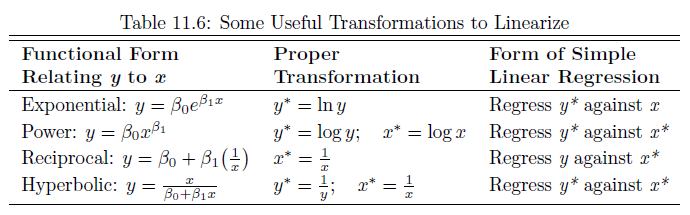 Table 11.6: Some Useful Transformations to Linearize
Functional Form Proper Form of Simple
Relating y to x Transformation Linear Regression
Exponential: y = β₀e^{β₁x} y* = ln y Regress y* against x
Power: y = β₀x^{β₁} y* = log y; x* = log x Regress y* against x*
Reciprocal: y = β₀ + β₁(1/x) x* = 1/x Regress y against x*
Hyperbolic: y = x/(β₀+β₁x) y* = 1/y; x* = 1/x Regress y* against x*